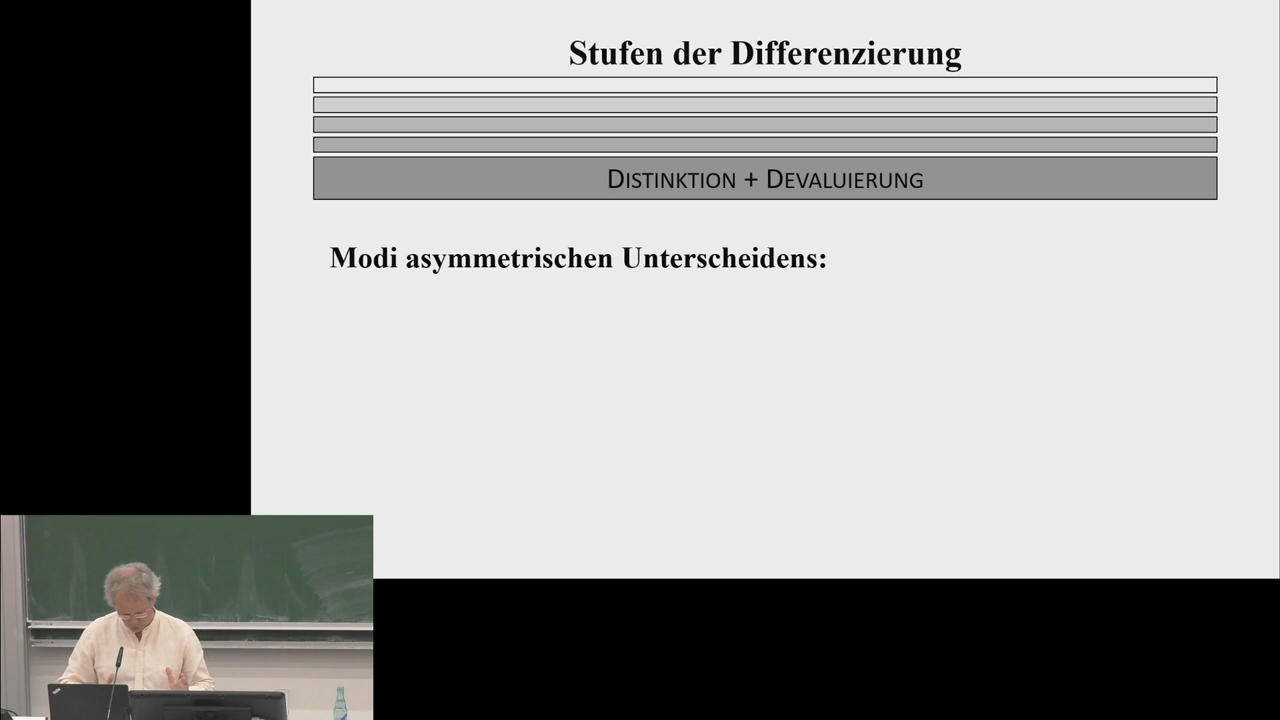 Stufen der Differenzierung
DISTINKTION + DEVALUIERUNG
Modi asymmetrischen Unterscheidens: